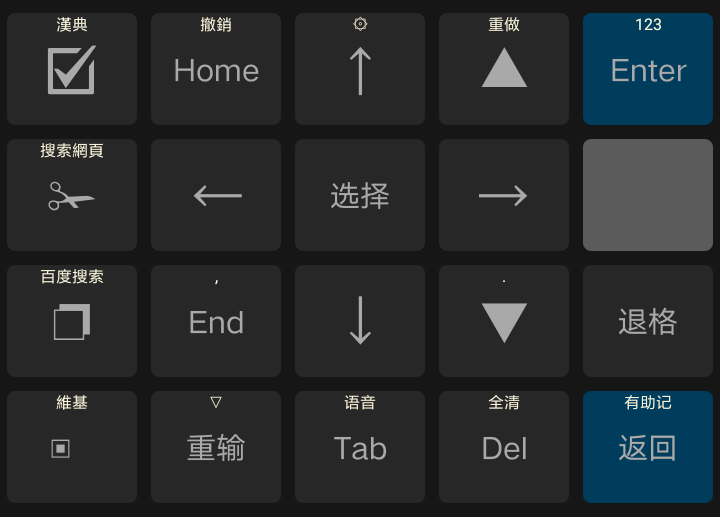 漢典 撤銷 ⚙ 重做 123
☑ Home ↑ ▲ Enter
搜索網頁
✂ ← 选择 →
百度搜索 , .
❐ End ↓ ▼ 退格
維基 ▽ 语音 全清 有助记
▣ 重输 Tab Del 返回